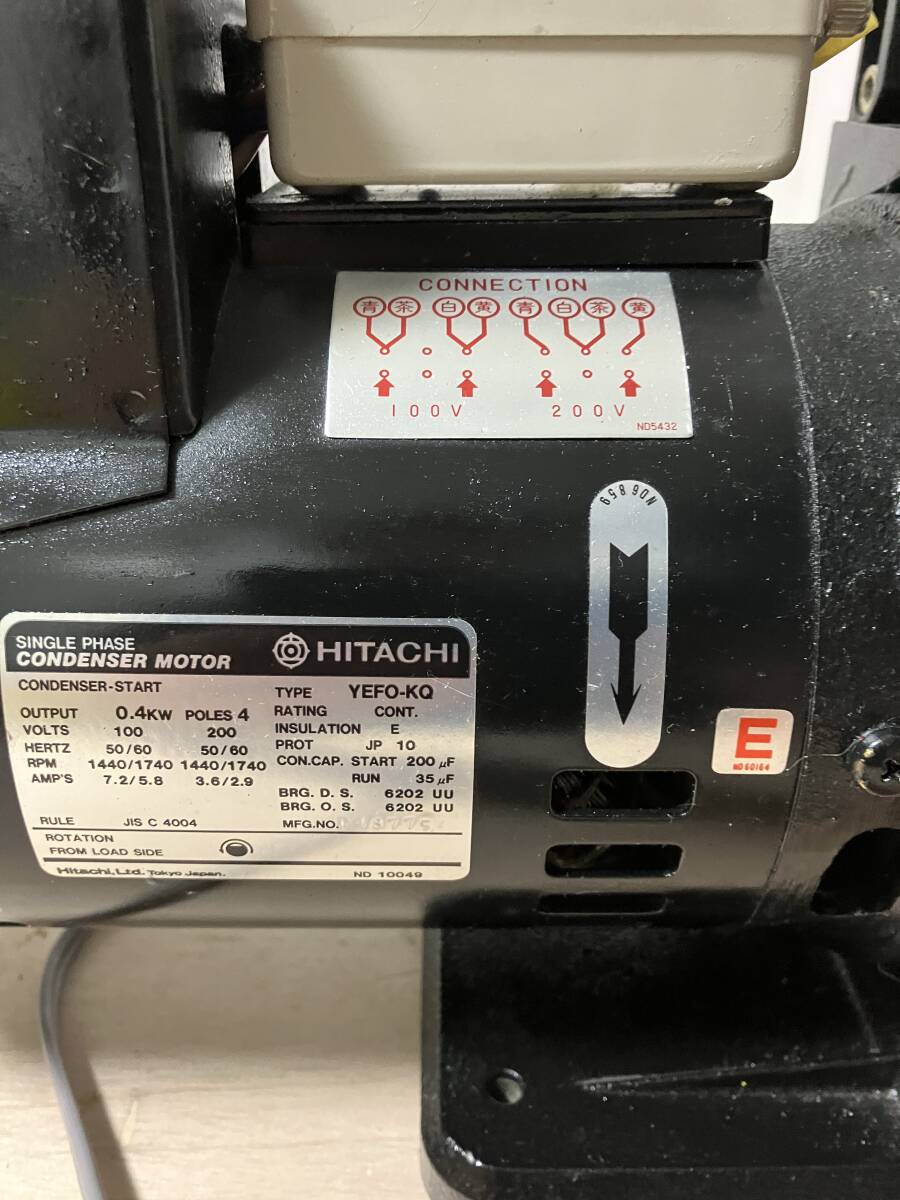 CONNECTION
青 茶 白 黄 青 白 茶 黄
100V 200V
ND5432
ND6859
SINGLE PHASE
CONDENSER MOTOR
HITACHI
CONDENSER-START
TYPE YEFO-KQ
OUTPUT 0.4KW POLES 4
RATING CONT.
VOLTS 100 200
INSULATION E
HERTZ 50/60 50/60
PROT JP 10
RPM 1440/1740 1440/1740
CON.CAP. START 200 µF
AMP'S 7.2/5.8 3.6/2.9
RUN 35 µF
BRG. D. S. 6202 UU
BRG. O. S. 6202 UU
RULE JIS C 4004
MFG.NO.
ROTATION
FROM LOAD SIDE
Hitachi, Ltd. Tokyo Japan.
ND 10049
E
ND60164